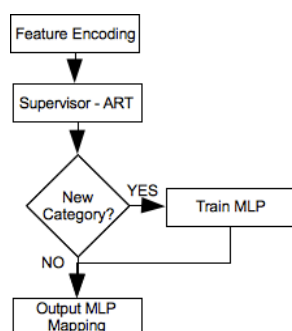 Feature Encoding
Supervisor - ART
New
Category?
YES
Train MLP
NO
Output MLP
Mapping